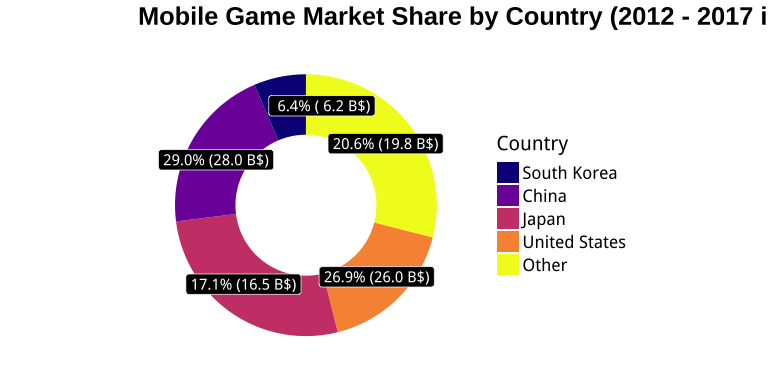 Mobile Game Market Share by Country (2012 - 2017 i
6.4% ( 6.2 B$)
20.6% (19.8 B$)
29.0% (28.0 B$)
26.9% (26.0 B$)
17.1% (16.5 B$)
Country
South Korea
China
Japan
United States
Other